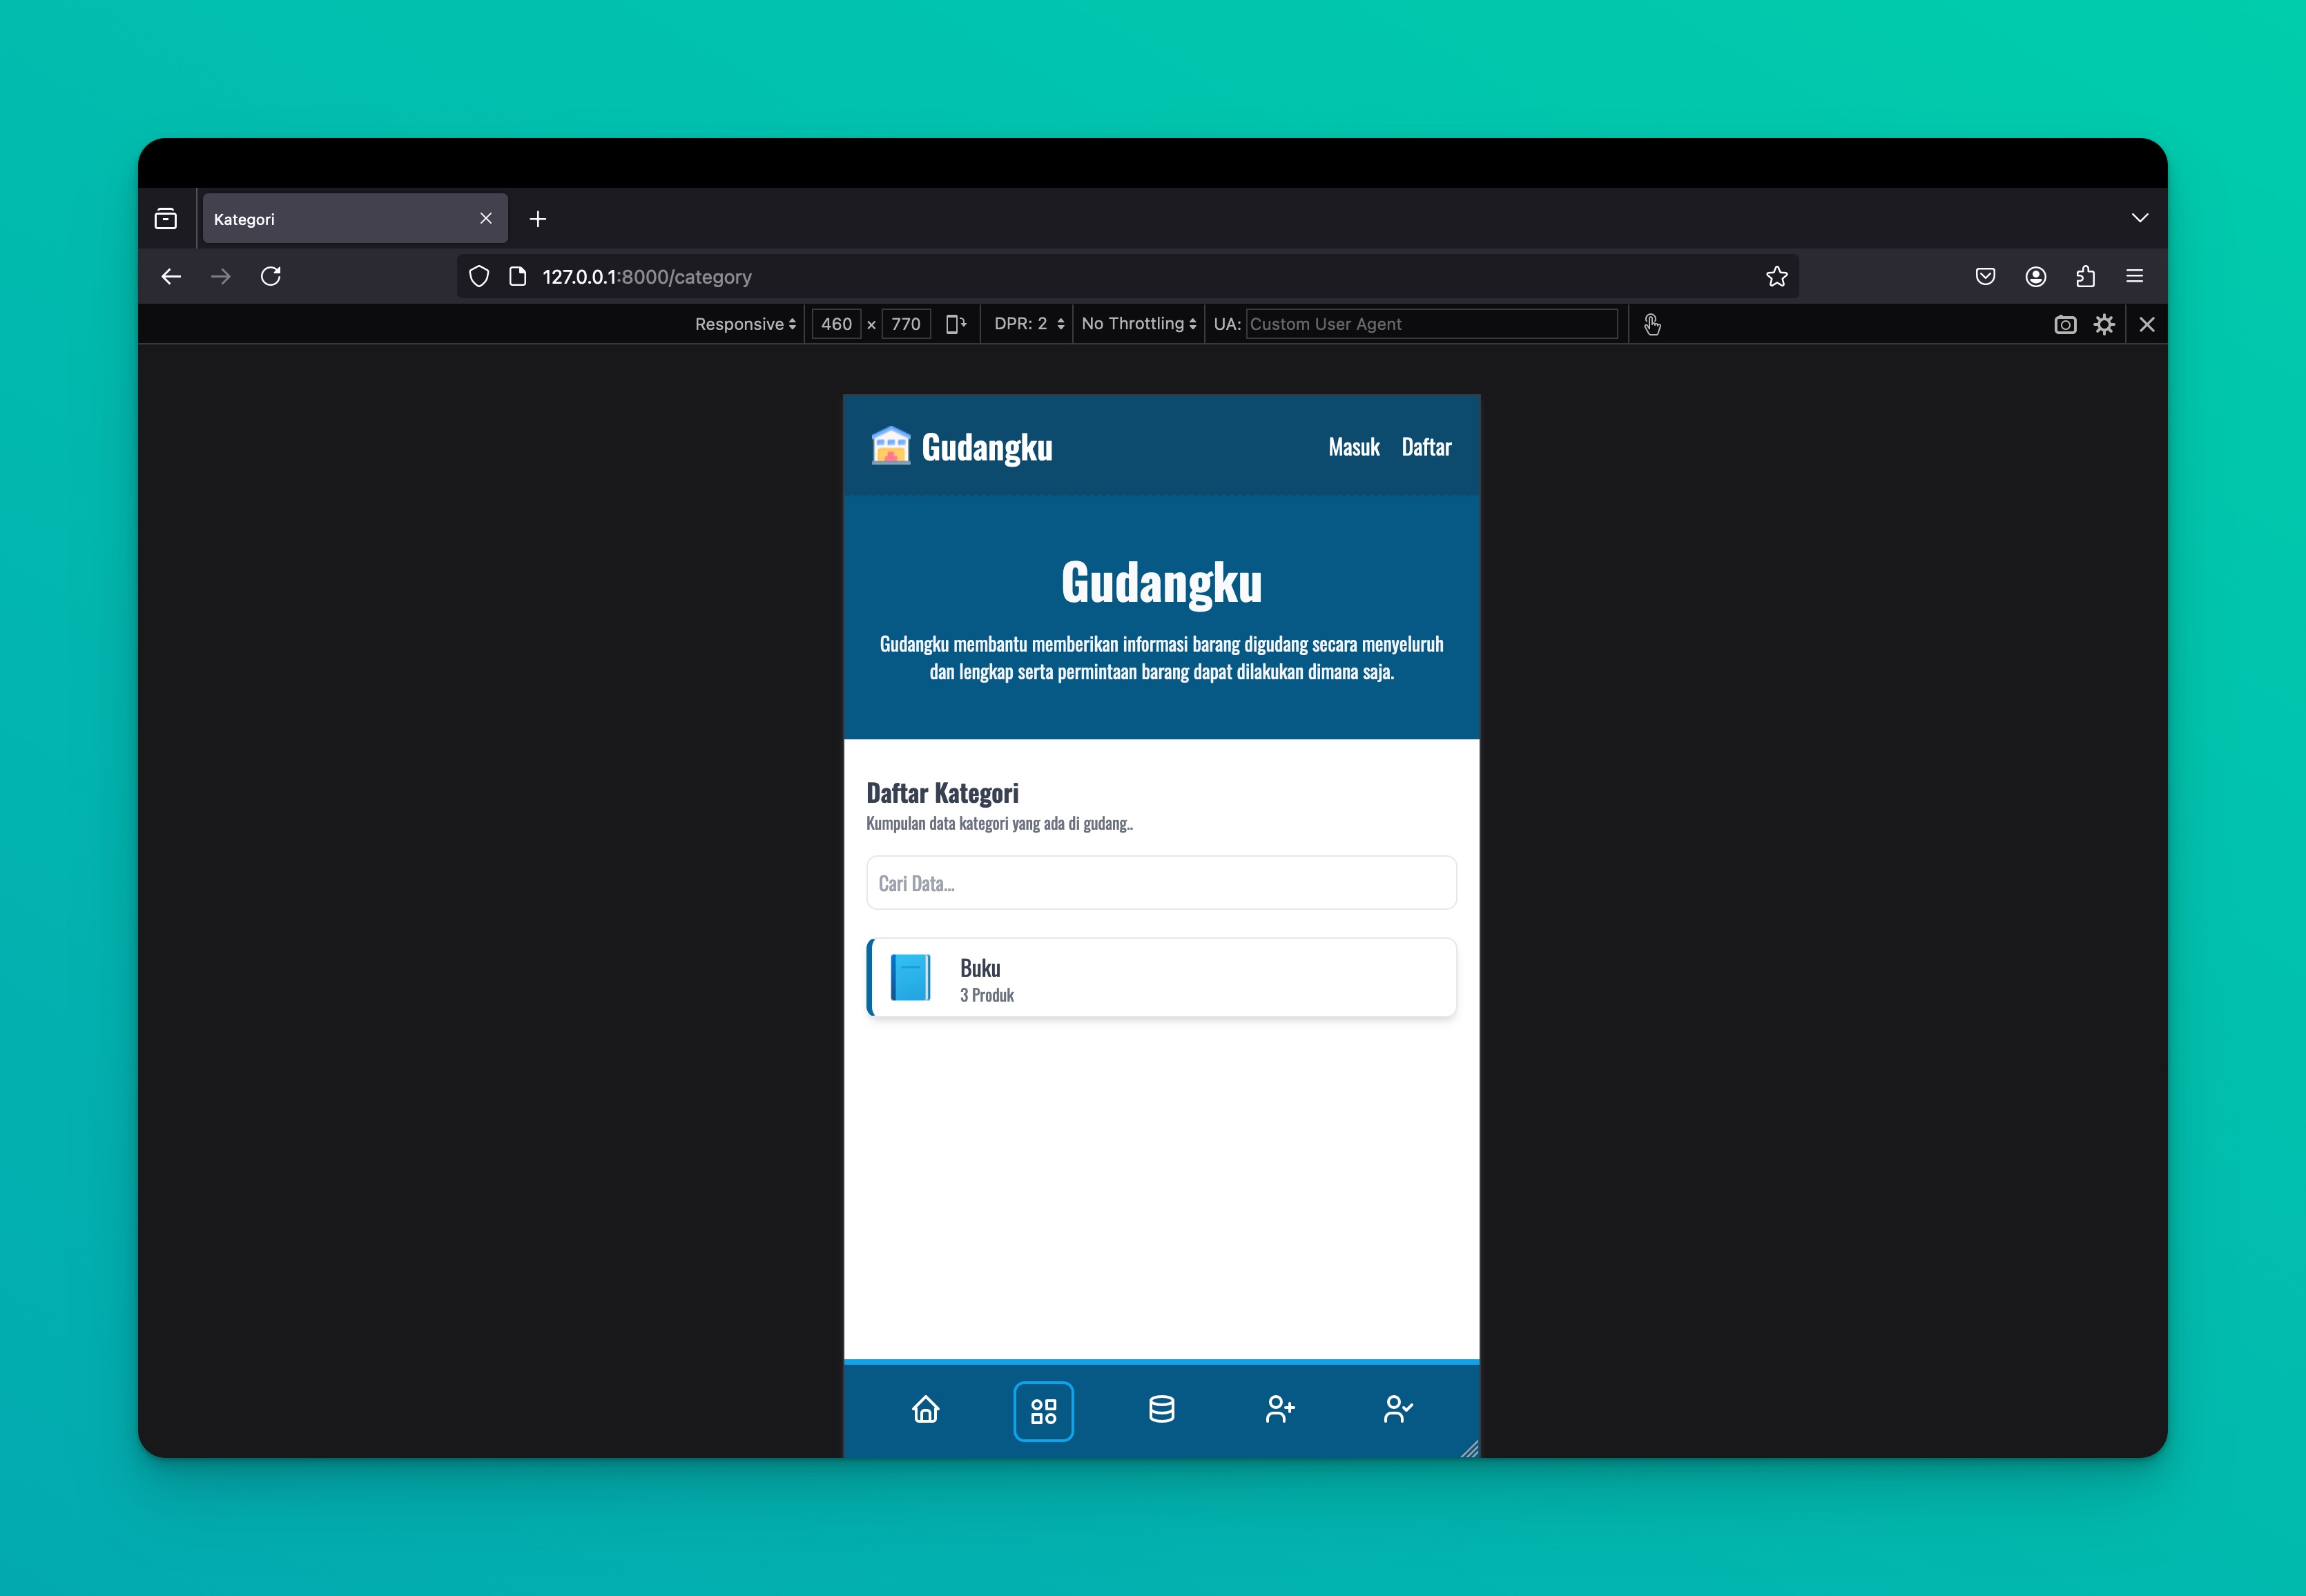 Kategori
127.0.0.1:8000/category
Responsive 460 × 770 DPR: 2 No Throttling UA: Custom User Agent
Gudangku Masuk Daftar
Gudangku
Gudangku membantu memberikan informasi barang digudang secara menyeluruh
dan lengkap serta permintaan barang dapat dilakukan dimana saja.
Daftar Kategori
Kumpulan data kategori yang ada di gudang..
Cari Data...
Buku
3 Produk